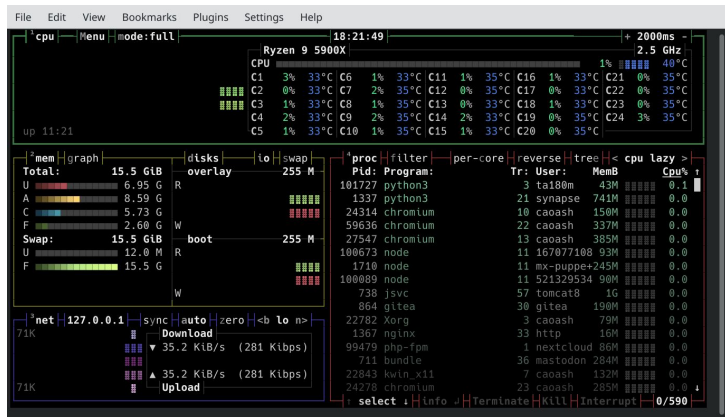 File Edit View Bookmarks Plugins Settings Help
1cpu Menu mode:full 18:21:49 + 2000ms -
Ryzen 9 5900X 2.5 GHz
CPU 1% 40°C
C1 3% 33°C C6 1% 33°C C11 1% 35°C C16 1% 33°C C21 0% 35°C
C2 0% 33°C C7 2% 35°C C12 0% 33°C C17 0% 33°C C22 0% 35°C
C3 1% 33°C C8 1% 35°C C13 0% 33°C C18 1% 33°C C23 0% 35°C
C4 2% 33°C C9 2% 35°C C14 2% 33°C C19 0% 33°C C24 3% 35°C
up 11:21 C5 1% 33°C C10 1% 35°C C15 1% 33°C C20 0% 35°C
2mem graph disks io swap
Total: 15.5 GiB
U 6.95 G
A 8.59 G
C 5.73 G
F 2.60 G
Swap: 15.5 GiB
U 12.0 M
F 15.5 G
overlay 255 M
R
W
boot 255 M
R
W
3net 127.0.0.1 sync auto zero <b lo n>
71K Download
▼ 35.2 KiB/s (281 Kibps)
▲ 35.2 KiB/s (281 Kibps)
71K Upload
4proc filter per-core reverse tree < cpu lazy >
Pid: Program: Tr: User: MemB Cpu% ↑
101727 python3 3 ta180m 43M 0.1
1337 python3 21 synapse 741M 0.0
24314 chromium 10 caoash 150M 0.0
59636 chromium 22 caoash 337M 0.0
27547 chromium 13 caoash 385M 0.0
100673 node 11 167077108 93M 0.0
1710 node 11 mx-puppe+245M 0.0
100089 node 11 521329534 90M 0.0
738 jsvc 57 tomcat8 1G 0.0
864 gitea 30 gitea 190M 0.0
22782 Xorg 3 caoash 79M 0.0
1367 nginx 33 http 16M 0.0
99479 php-fpm 1 nextcloud 86M 0.0
711 bundle 36 mastodon 284M 0.0
22843 kwin_x11 7 caoash 132M 0.0
24278 chromium 23 caoash 285M 0.0 ↓
↑ select ↓ info ↲ Terminate Kill Interrupt 0/590